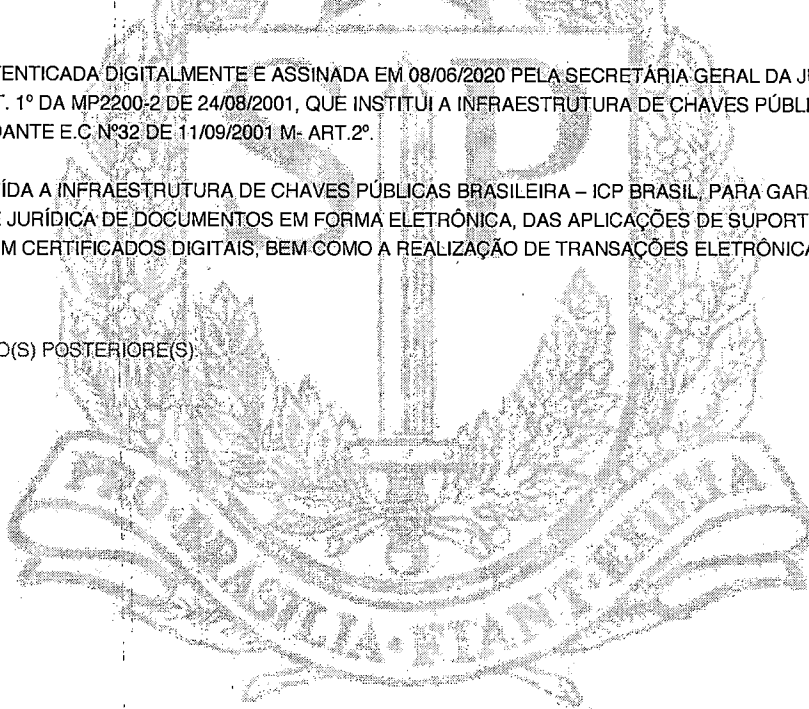 TENTICADA DIGITALMENTE E ASSINADA EM 08/06/2020 PELA SECRETÁRIA GERAL DA JU
T. 1º DA MP2200-2 DE 24/08/2001, QUE INSTITUI A INFRAESTRUTURA DE CHAVES PÚBLI
DANTE E.C Nº32 DE 11/09/2001 M- ART.2º.
ÍDA A INFRAESTRUTURA DE CHAVES PÚBLICAS BRASILEIRA – ICP BRASIL, PARA GAR
E JURÍDICA DE DOCUMENTOS EM FORMA ELETRÔNICA, DAS APLICAÇÕES DE SUPORT
M CERTIFICADOS DIGITAIS, BEM COMO A REALIZAÇÃO DE TRANSAÇÕES ELETRÔNICA
O(S) POSTERIORE(S):
SP
PRO·BRASILIA·FIANT·EXIMIA